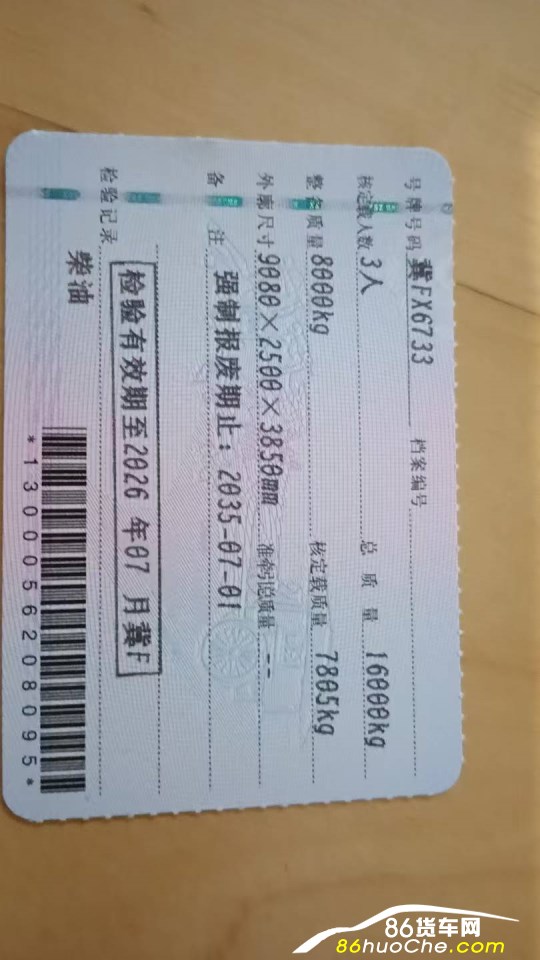 号牌号码 冀FX6733 档案编号
核定载人数 3人 总质量 16000kg
整备质量 8000kg 核定载质量 7805kg
外廓尺寸 9080×2500×3850mm 准牵引总质量 --
备注 强制报废期止：2035-07-01
检验记录 检验有效期至2026年07月冀F
柴油
*1300056208095*
86货车网
86huoChe.com